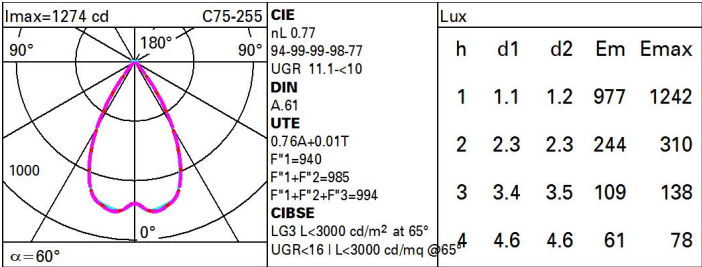 Imax=1274 cd C75-255
90° 180° 90°
1000
0°
α=60°
CIE
nL 0.77
94-99-99-98-77
UGR 11.1-<10
DIN
A.61
UTE
0.76A+0.01T
F"1=940
F"1+F"2=985
F"1+F"2+F"3=994
CIBSE
LG3 L<3000 cd/m² at 65°
UGR<16 | L<3000 cd/mq @65°
Lux
h d1 d2 Em Emax
1 1.1 1.2 977 1242
2 2.3 2.3 244 310
3 3.4 3.5 109 138
4 4.6 4.6 61 78